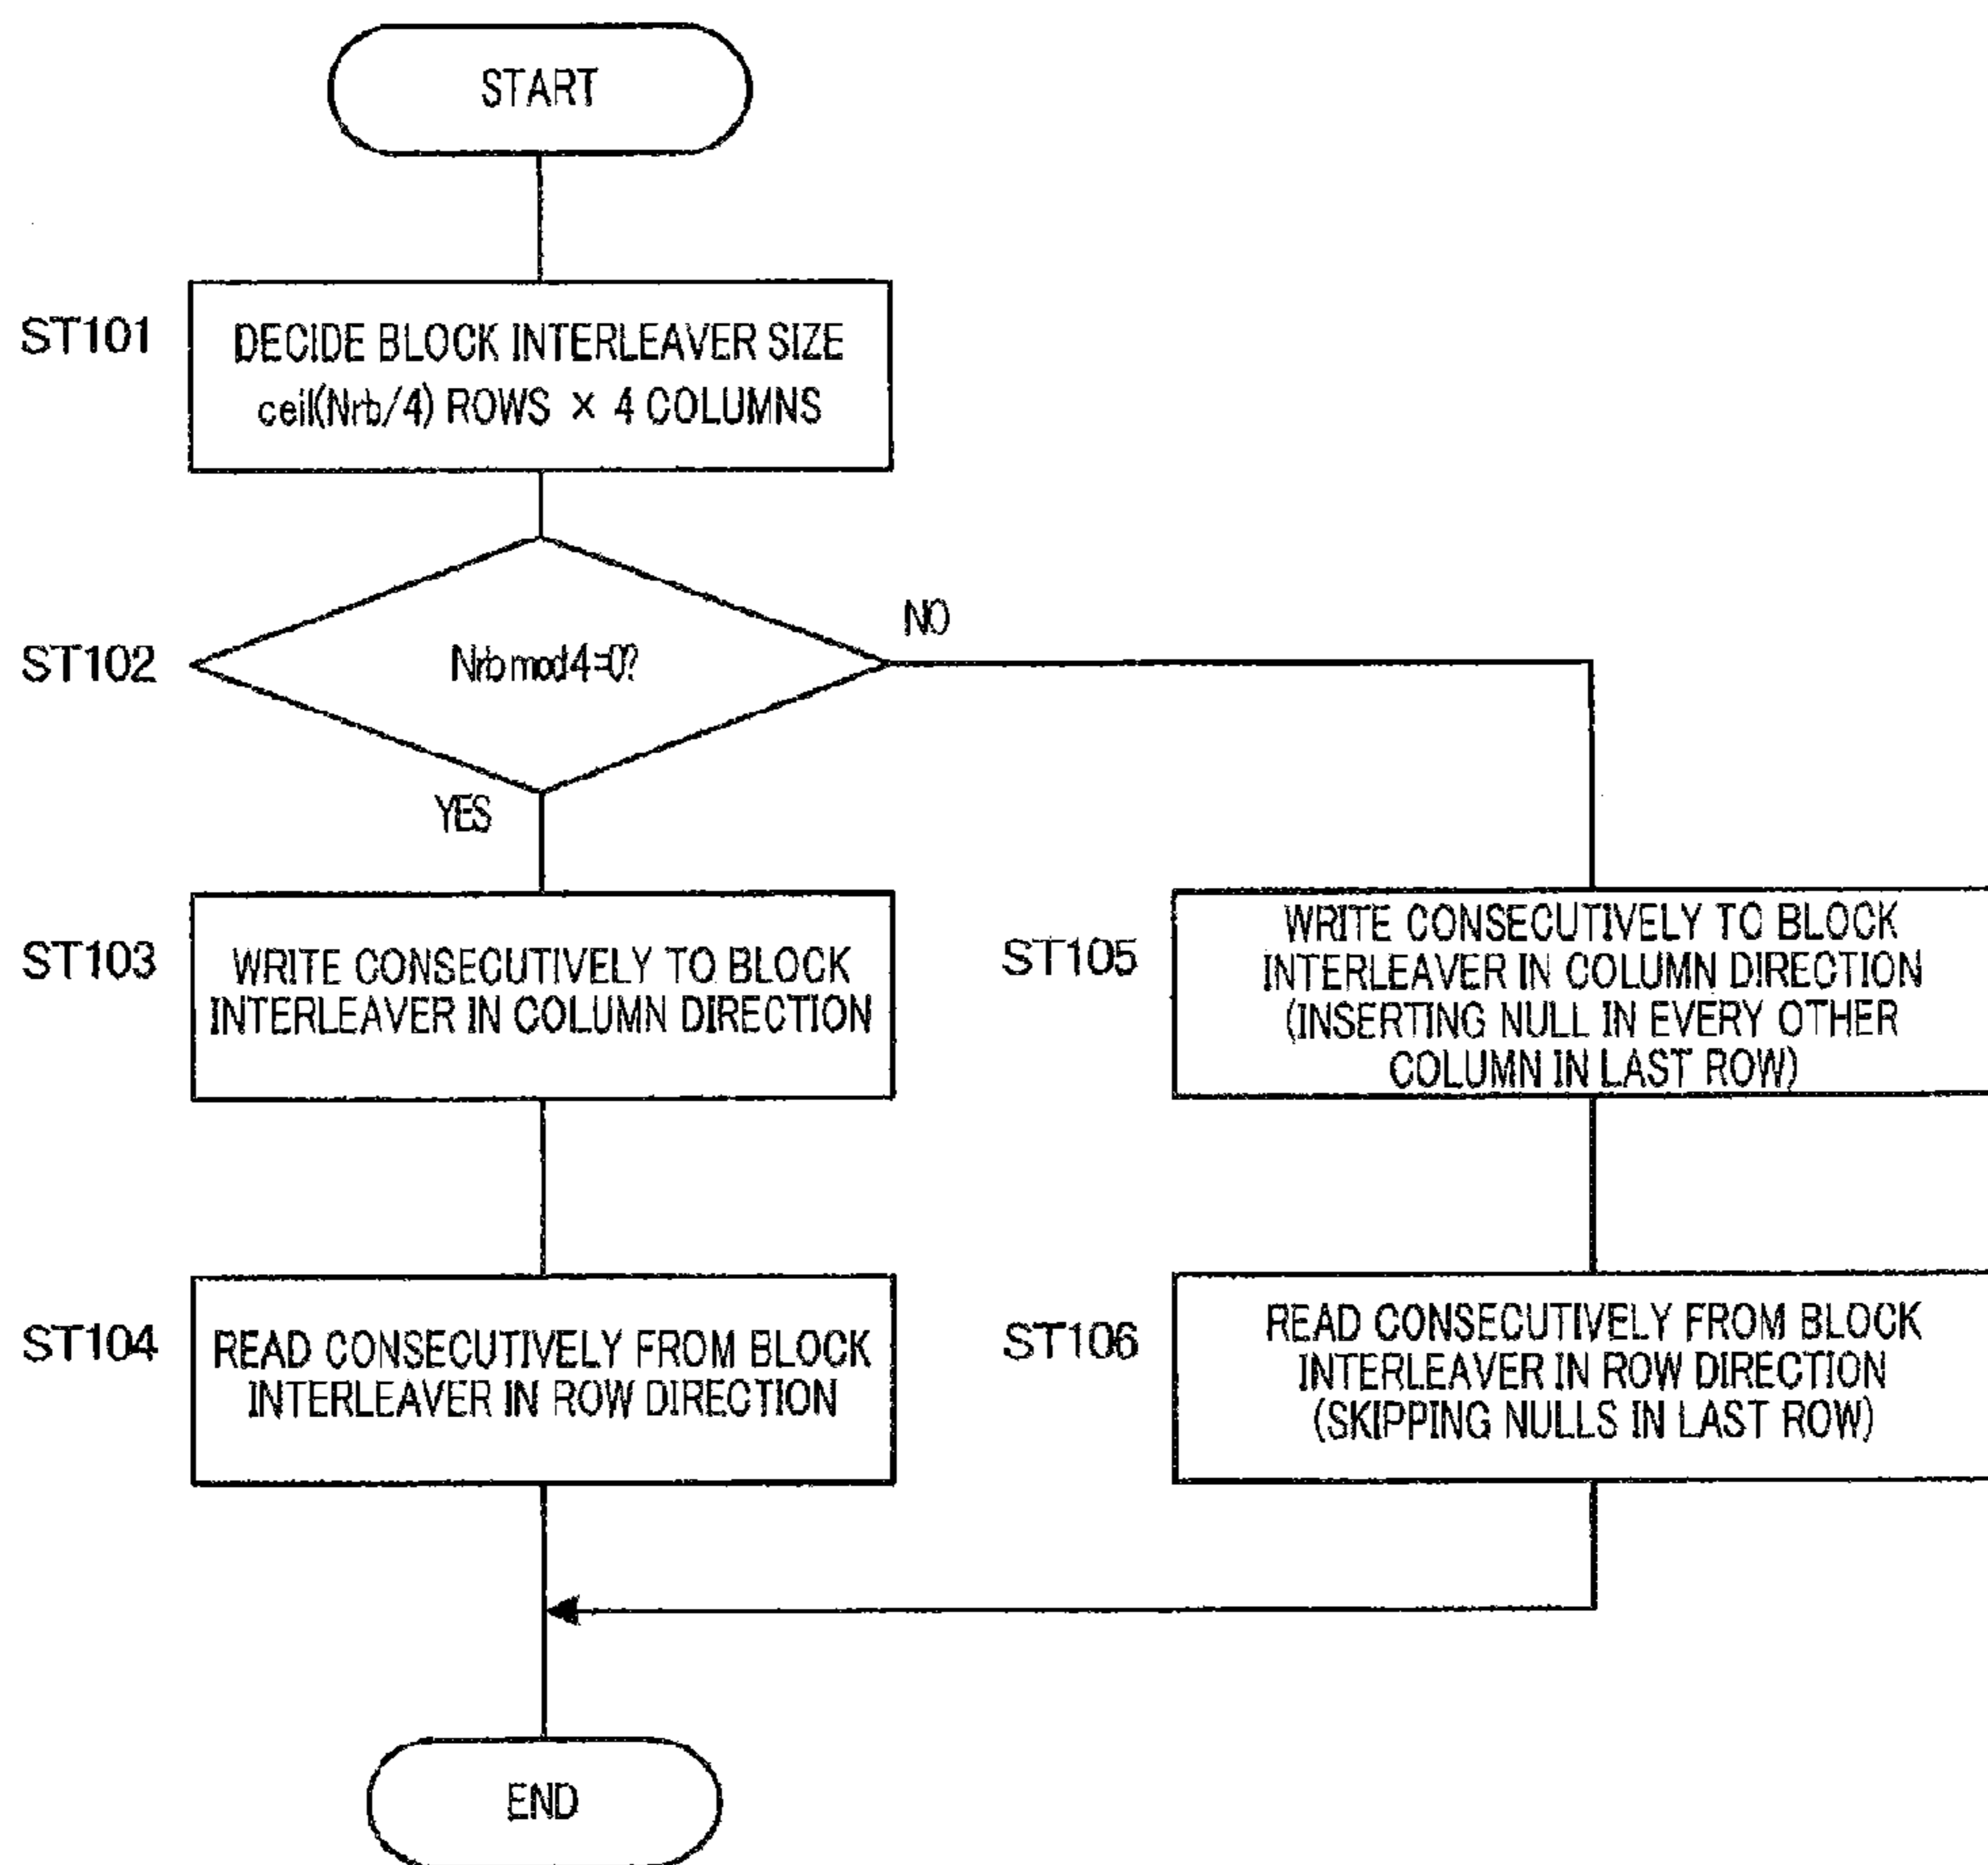 START
ST101
DECIDE BLOCK INTERLEAVER SIZE
ceil(Nrb/4) ROWS × 4 COLUMNS
ST102
Nrb mod 4=0?
NO
YES
ST103
WRITE CONSECUTIVELY TO BLOCK
INTERLEAVER IN COLUMN DIRECTION
ST105
WRITE CONSECUTIVELY TO BLOCK
INTERLEAVER IN COLUMN DIRECTION
(INSERTING NULL IN EVERY OTHER
COLUMN IN LAST ROW)
ST104
READ CONSECUTIVELY FROM BLOCK
INTERLEAVER IN ROW DIRECTION
ST106
READ CONSECUTIVELY FROM BLOCK
INTERLEAVER IN ROW DIRECTION
(SKIPPING NULLS IN LAST ROW)
END